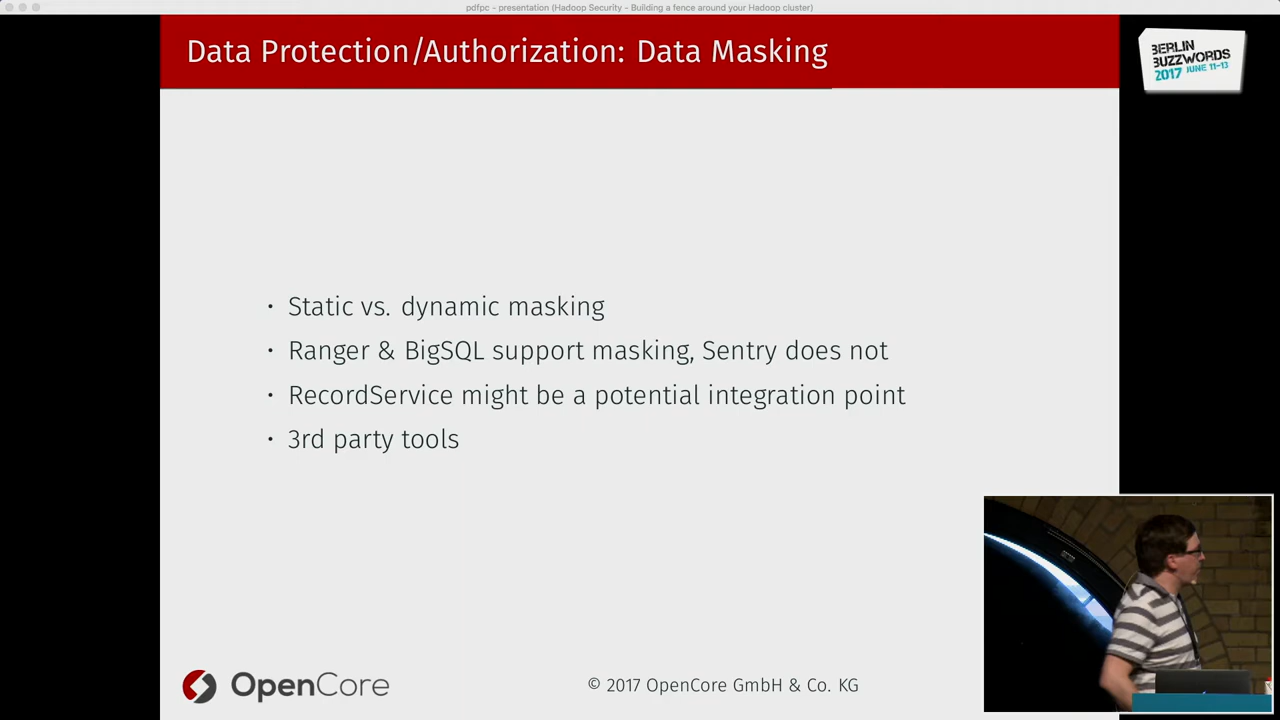 pdfpc - presentation (Hadoop Security - Building a fence around your Hadoop cluster)
Data Protection/Authorization: Data Masking
BERLIN
BUZZWORDS
2017 JUNE 11-13
• Static vs. dynamic masking
• Ranger & BigSQL support masking, Sentry does not
• RecordService might be a potential integration point
• 3rd party tools
OpenCore
© 2017 OpenCore GmbH & Co. KG